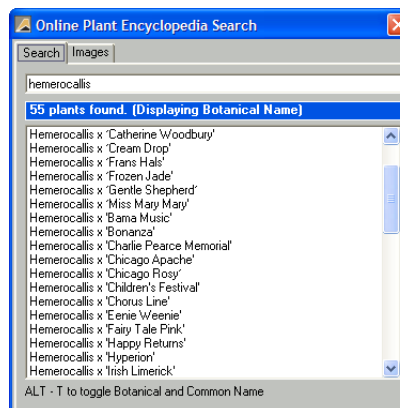 Online Plant Encyclopedia Search
Search Images
hemerocallis
55 plants found. (Displaying Botanical Name)
Hemerocallis x ´Catherine Woodbury'
Hemerocallis x ´Cream Drop'
Hemerocallis x ´Frans Hals'
Hemerocallis x ´Frozen Jade'
Hemerocallis x ´Gentle Shepherd´
Hemerocallis x ´Miss Mary Mary'
Hemerocallis x 'Bama Music'
Hemerocallis x 'Bonanza'
Hemerocallis x 'Charlie Pearce Memorial'
Hemerocallis x 'Chicago Apache'
Hemerocallis x 'Chicago Rosy´
Hemerocallis x 'Children's Festival'
Hemerocallis x 'Chorus Line'
Hemerocallis x 'Eenie Weenie'
Hemerocallis x 'Fairy Tale Pink'
Hemerocallis x 'Happy Returns'
Hemerocallis x 'Hyperion'
Hemerocallis x 'Irish Limerick'
ALT - T to toggle Botanical and Common Name